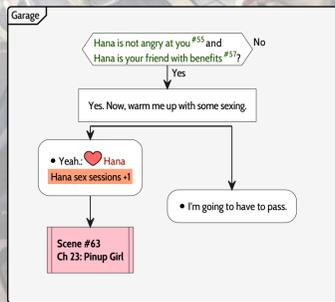 Garage
Hana is not angry at you #55 and
Hana is your friend with benefits #57?
No
Yes
Yes. Now, warm me up with some sexing.
• Yeah.: ❤ Hana
Hana sex sessions +1
• I'm going to have to pass.
Scene #63
Ch 23: Pinup Girl